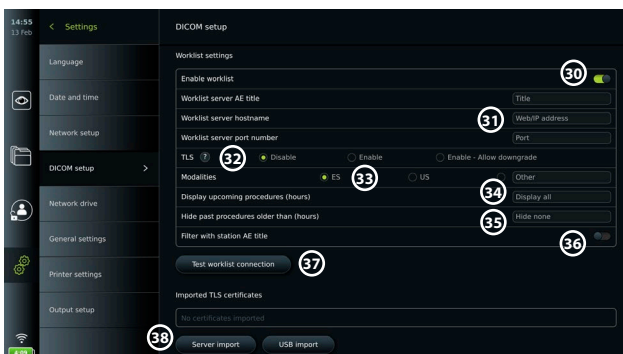 14:55
13 Feb
< Settings
DICOM setup
Language
Date and time
Network setup
DICOM setup >
Network drive
General settings
Printer settings
Output setup
Worklist settings
Enable worklist 30
Worklist server AE title Title
Worklist server hostname 31 Web/IP address
Worklist server port number Port
TLS ? 32 Disable Enable Enable - Allow downgrade
Modalities ES 33 US Other
Display upcoming procedures (hours) 34 Display all
Hide past procedures older than (hours) 35 Hide none
Filter with station AE title 36
Test worklist connection 37
Imported TLS certificates
No certificates imported
38 Server import USB import
4:09